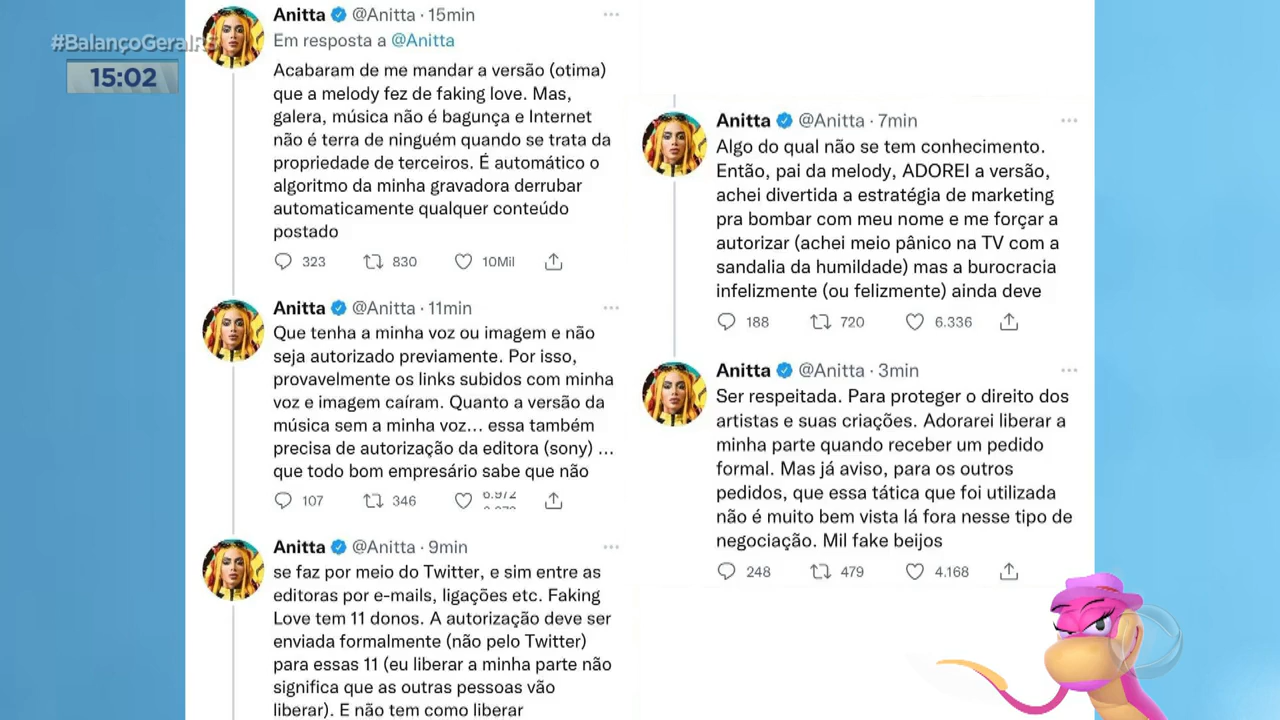 #BalançoGeralRS
15:02
Anitta @Anitta · 15min
Em resposta a @Anitta
Acabaram de me mandar a versão (otima)
que a melody fez de faking love. Mas,
galera, música não é bagunça e Internet
não é terra de ninguém quando se trata da
propriedade de terceiros. É automático o
algoritmo da minha gravadora derrubar
automaticamente qualquer conteúdo
postado
323 830 10Mil
Anitta @Anitta · 11min
Que tenha a minha voz ou imagem e não
seja autorizado previamente. Por isso,
provavelmente os links subidos com minha
voz e imagem caíram. Quanto a versão da
música sem a minha voz... essa também
precisa de autorização da editora (sony) ...
que todo bom empresário sabe que não
107 346
Anitta @Anitta · 9min
se faz por meio do Twitter, e sim entre as
editoras por e-mails, ligações etc. Faking
Love tem 11 donos. A autorização deve ser
enviada formalmente (não pelo Twitter)
para essas 11 (eu liberar a minha parte não
significa que as outras pessoas vão
liberar). E não tem como liberar
Anitta @Anitta · 7min
Algo do qual não se tem conhecimento.
Então, pai da melody, ADOREI a versão,
achei divertida a estratégia de marketing
pra bombar com meu nome e me forçar a
autorizar (achei meio pânico na TV com a
sandalia da humildade) mas a burocracia
infelizmente (ou felizmente) ainda deve
188 720 6.336
Anitta @Anitta · 3min
Ser respeitada. Para proteger o direito dos
artistas e suas criações. Adorarei liberar a
minha parte quando receber um pedido
formal. Mas já aviso, para os outros
pedidos, que essa tática que foi utilizada
não é muito bem vista lá fora nesse tipo de
negociação. Mil fake beijos
248 479 4.168